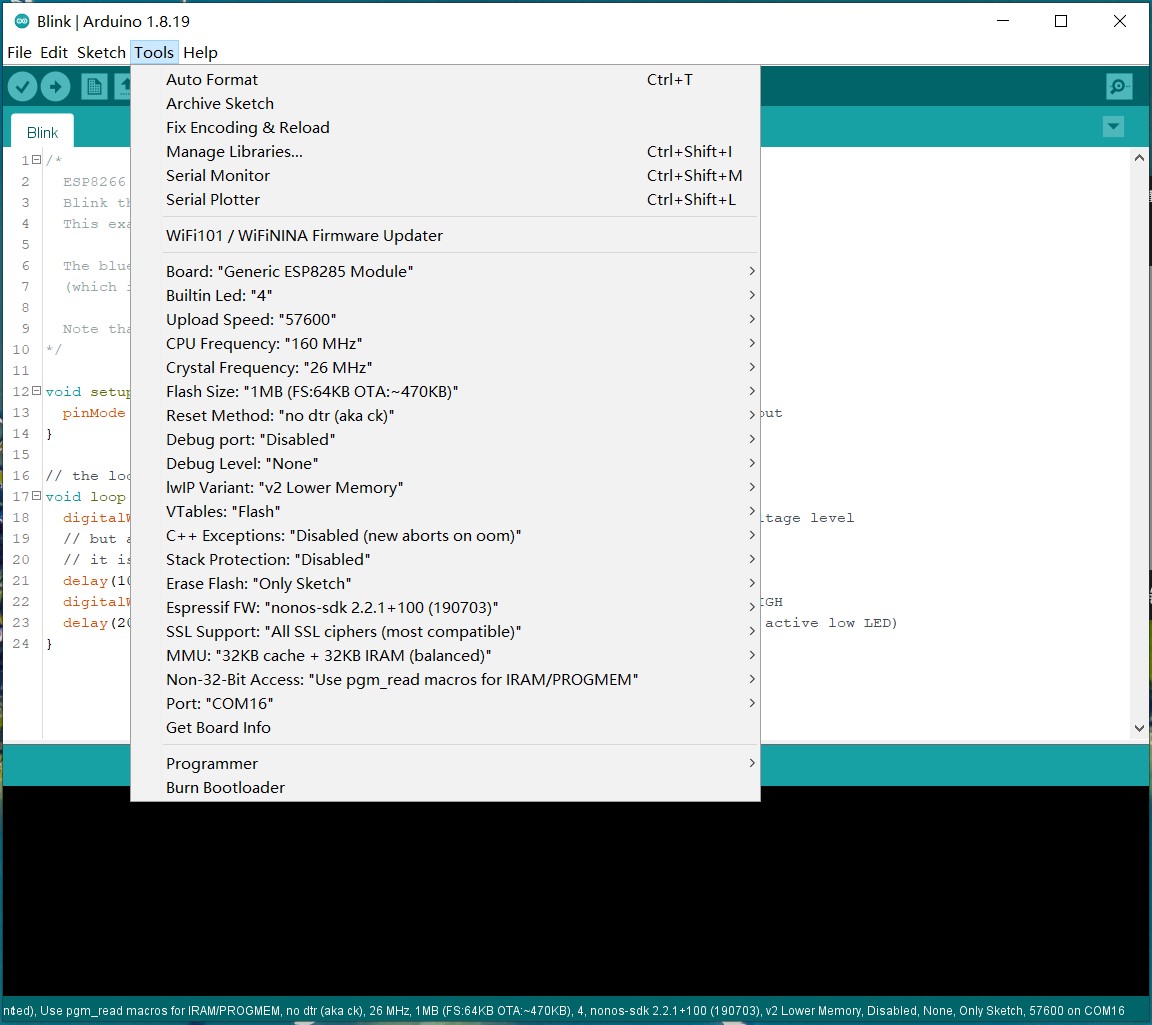 Blink | Arduino 1.8.19
File Edit Sketch Tools Help
Auto Format Ctrl+T
Archive Sketch
Fix Encoding & Reload
Manage Libraries... Ctrl+Shift+I
Serial Monitor Ctrl+Shift+M
Serial Plotter Ctrl+Shift+L
WiFi101 / WiFiNINA Firmware Updater
Board: "Generic ESP8285 Module"
Builtin Led: "4"
Upload Speed: "57600"
CPU Frequency: "160 MHz"
Crystal Frequency: "26 MHz"
Flash Size: "1MB (FS:64KB OTA:~470KB)"
Reset Method: "no dtr (aka ck)"
Debug port: "Disabled"
Debug Level: "None"
lwIP Variant: "v2 Lower Memory"
VTables: "Flash"
C++ Exceptions: "Disabled (new aborts on oom)"
Stack Protection: "Disabled"
Erase Flash: "Only Sketch"
Espressif FW: "nonos-sdk 2.2.1+100 (190703)"
SSL Support: "All SSL ciphers (most compatible)"
MMU: "32KB cache + 32KB IRAM (balanced)"
Non-32-Bit Access: "Use pgm_read macros for IRAM/PROGMEM"
Port: "COM16"
Get Board Info
Programmer
Burn Bootloader
Blink
1 /*
2 ESP8266
3 Blink th
4 This exa
5
6 The blue
7 (which i
8
9 Note tha
10 */
11
12 void setup
13 pinMode out
14 }
15
16 // the loo
17 void loop
18 digitalW ltage level
19 // but a
20 // it is
21 delay(10
22 digitalW IGH
23 delay(20 active low LED)
24 }
nted), Use pgm_read macros for IRAM/PROGMEM, no dtr (aka ck), 26 MHz, 1MB (FS:64KB OTA:~470KB), 4, nonos-sdk 2.2.1+100 (190703), v2 Lower Memory, Disabled, None, Only Sketch, 57600 on COM16